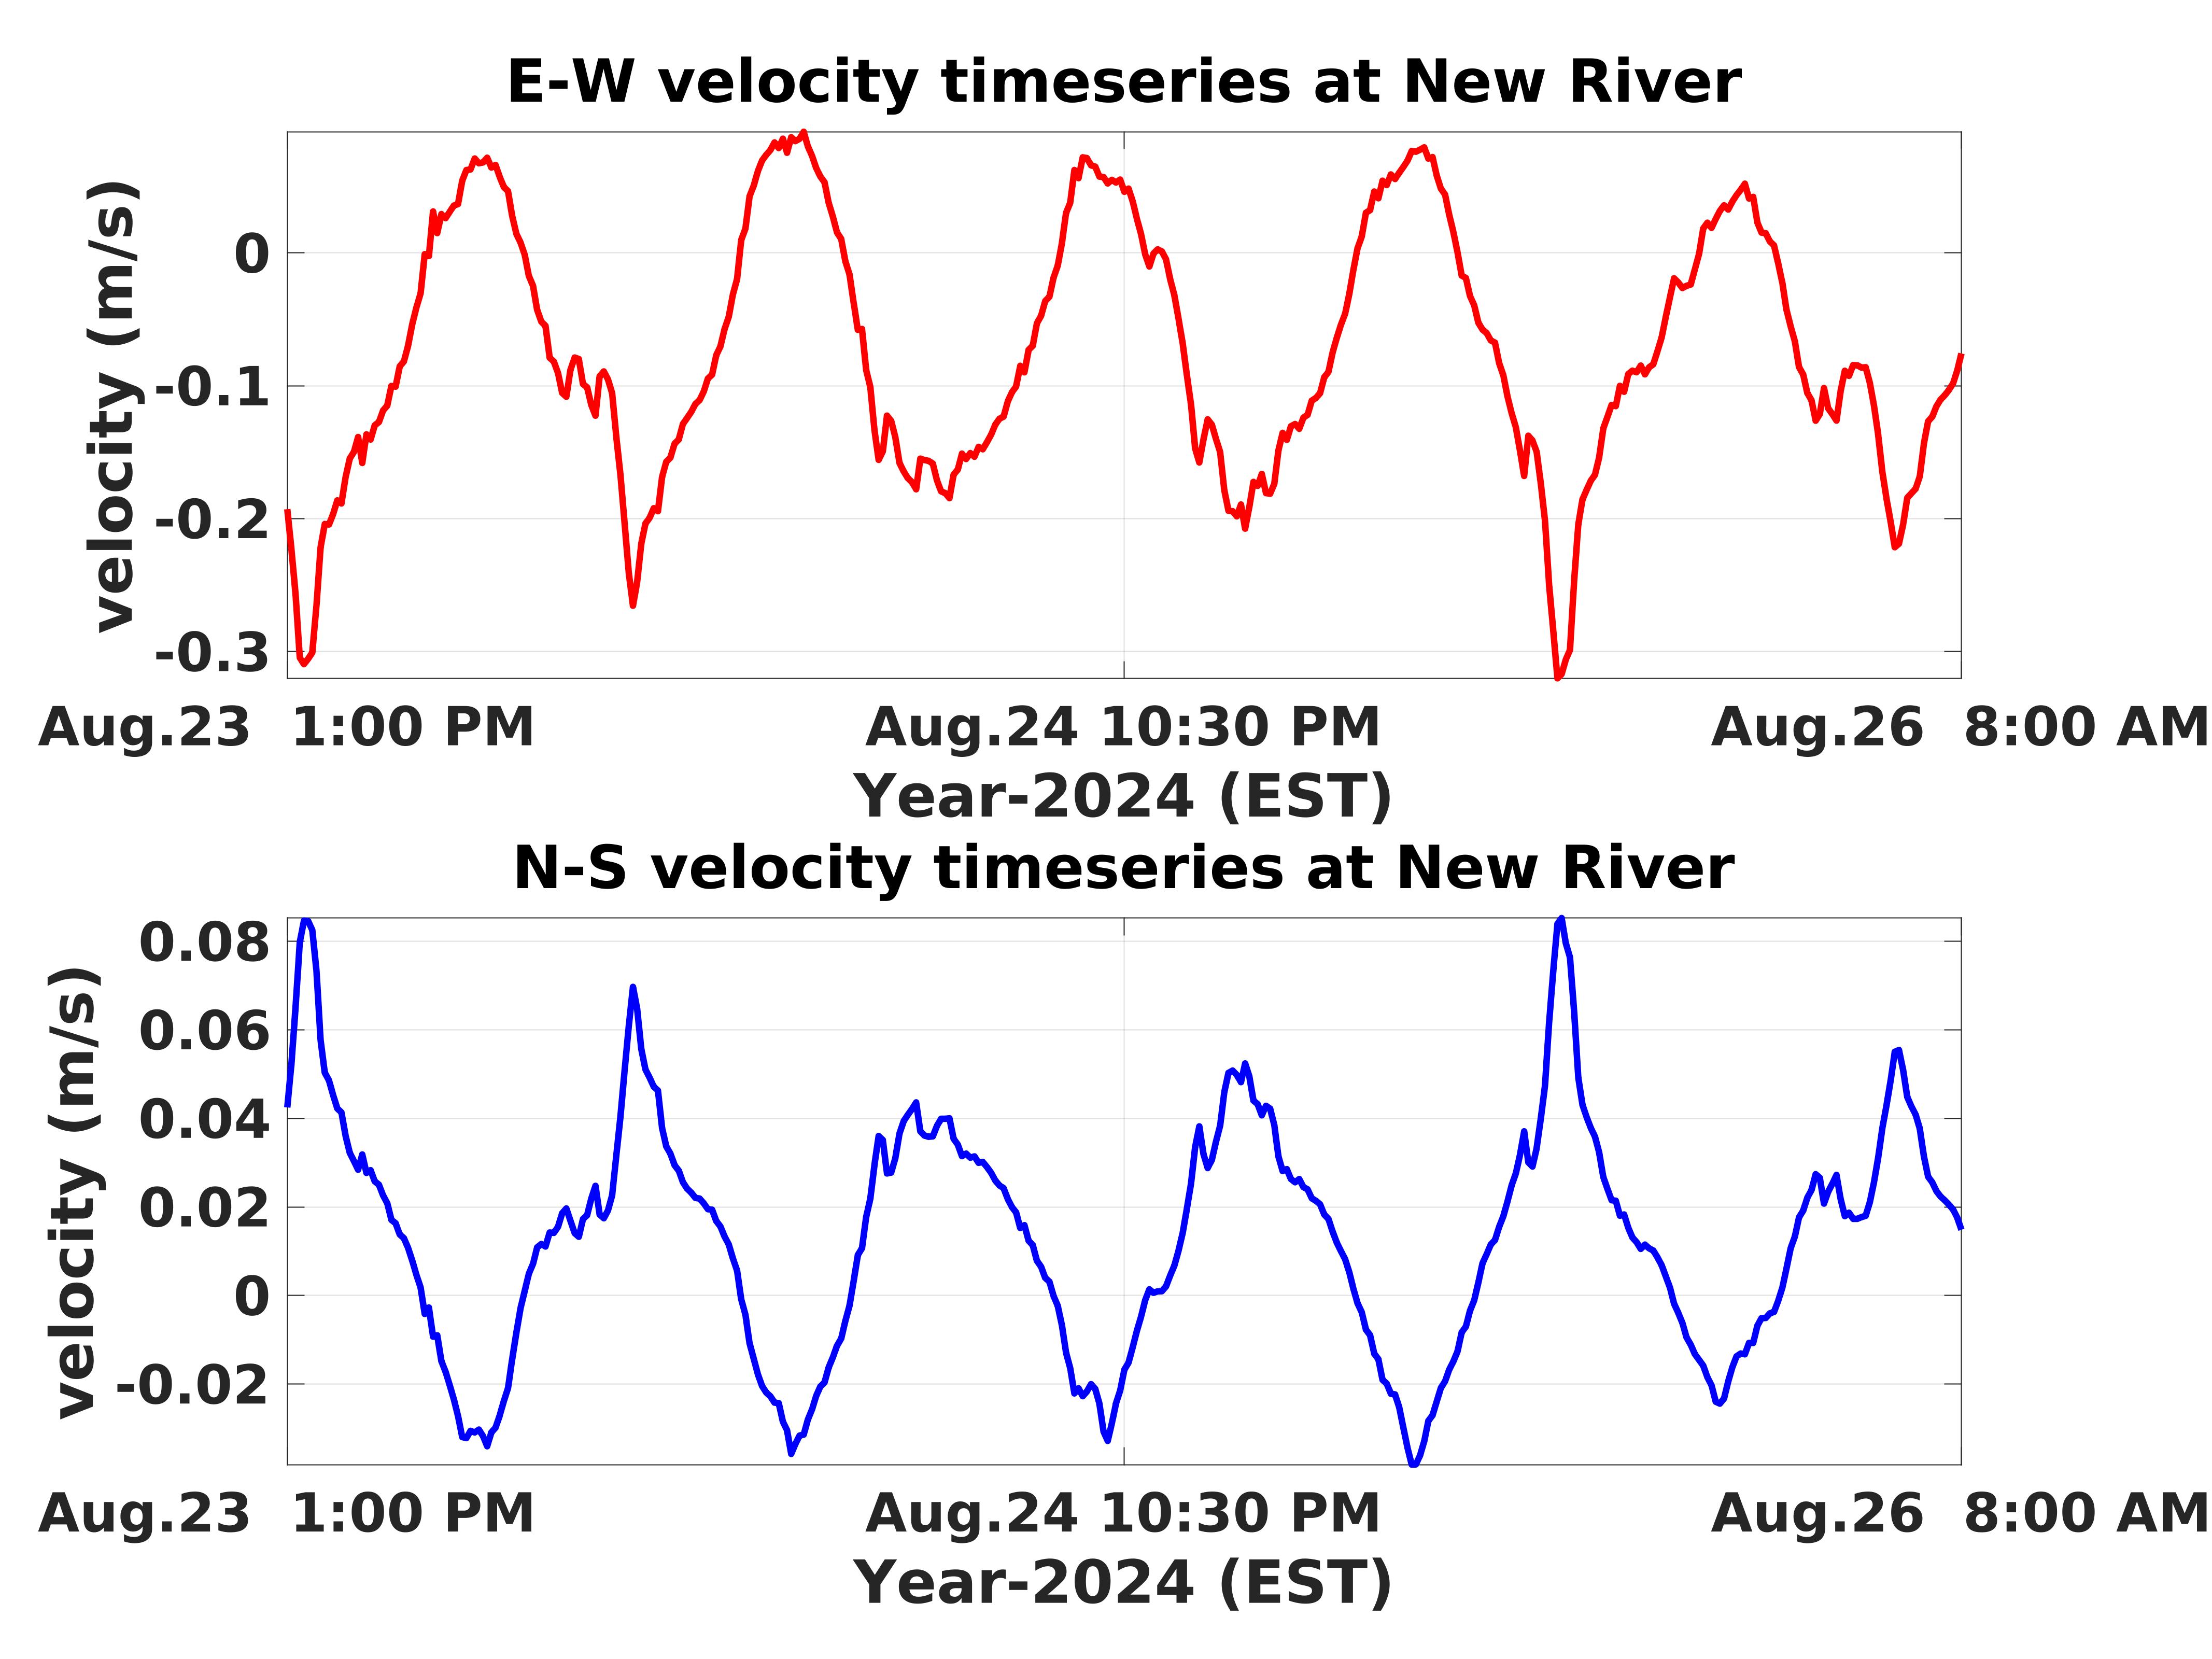 E-W velocity timeseries at New River
velocity (m/s)
0
-0.1
-0.2
-0.3
Aug.23 1:00 PM
Aug.24 10:30 PM
Aug.26 8:00 AM
Year-2024 (EST)
N-S velocity timeseries at New River
velocity (m/s)
0.08
0.06
0.04
0.02
0
-0.02
Aug.23 1:00 PM
Aug.24 10:30 PM
Aug.26 8:00 AM
Year-2024 (EST)